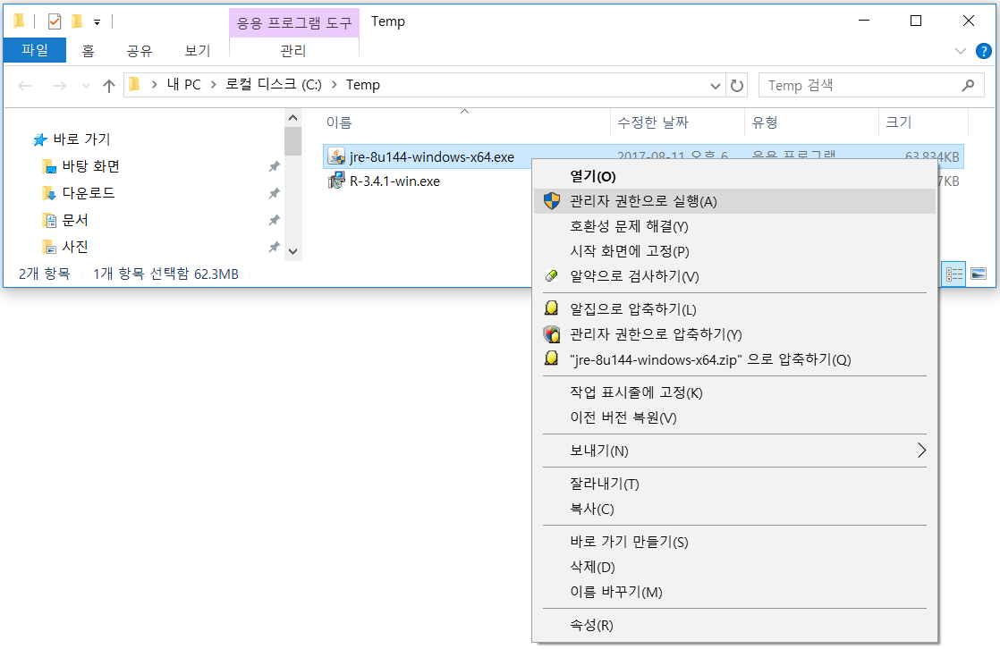 응용 프로그램 도구 Temp
파일 홈 공유 보기 관리
내 PC 로컬 디스크 (C:) Temp
Temp 검색
바로 가기
바탕 화면
다운로드
문서
사진
이름 수정한 날짜 유형 크기
jre-8u144-windows-x64.exe 2017-08-11 오후 6 응용 프로그램 63,834KB
R-3.4.1-win.exe 7KB
열기(O)
관리자 권한으로 실행(A)
호환성 문제 해결(Y)
시작 화면에 고정(P)
알약으로 검사하기(V)
알집으로 압축하기(L)
관리자 권한으로 압축하기(Y)
"jre-8u144-windows-x64.zip" 으로 압축하기(Q)
작업 표시줄에 고정(K)
이전 버전 복원(V)
보내기(N)
잘라내기(T)
복사(C)
바로 가기 만들기(S)
삭제(D)
이름 바꾸기(M)
속성(R)
2개 항목 1개 항목 선택함 62.3MB